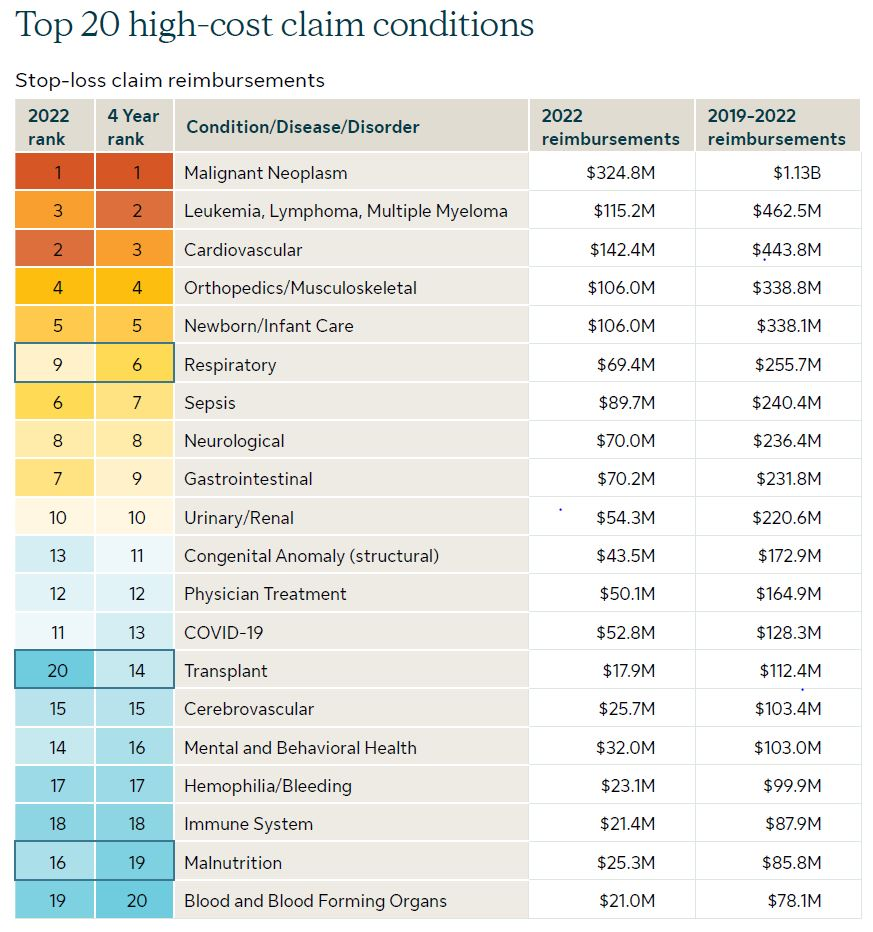 Top 20 high-cost claim conditions
Stop-loss claim reimbursements
2022 rank 4 Year rank Condition/Disease/Disorder 2022 reimbursements 2019-2022 reimbursements
1 1 Malignant Neoplasm $324.8M $1.13B
3 2 Leukemia, Lymphoma, Multiple Myeloma $115.2M $462.5M
2 3 Cardiovascular $142.4M $443.8M
4 4 Orthopedics/Musculoskeletal $106.0M $338.8M
5 5 Newborn/Infant Care $106.0M $338.1M
9 6 Respiratory $69.4M $255.7M
6 7 Sepsis $89.7M $240.4M
8 8 Neurological $70.0M $236.4M
7 9 Gastrointestinal $70.2M $231.8M
10 10 Urinary/Renal $54.3M $220.6M
13 11 Congenital Anomaly (structural) $43.5M $172.9M
12 12 Physician Treatment $50.1M $164.9M
11 13 COVID-19 $52.8M $128.3M
20 14 Transplant $17.9M $112.4M
15 15 Cerebrovascular $25.7M $103.4M
14 16 Mental and Behavioral Health $32.0M $103.0M
17 17 Hemophilia/Bleeding $23.1M $99.9M
18 18 Immune System $21.4M $87.9M
16 19 Malnutrition $25.3M $85.8M
19 20 Blood and Blood Forming Organs $21.0M $78.1M